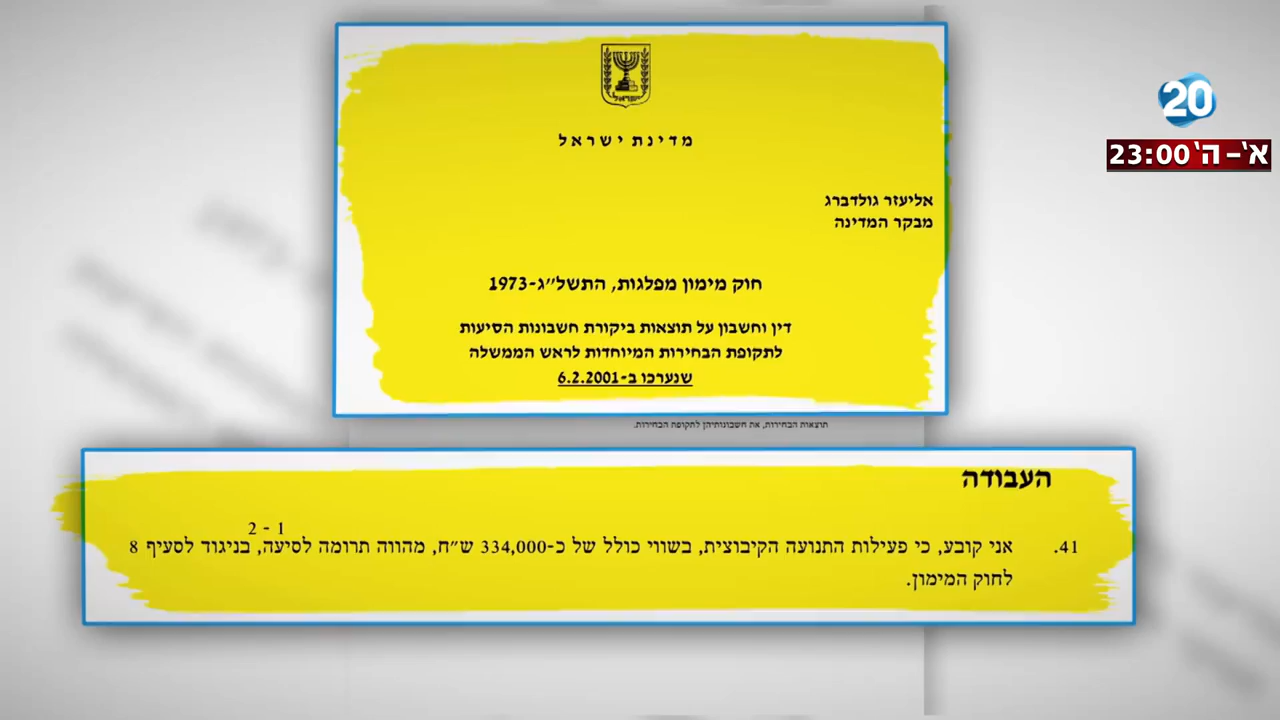 20
א'-ה' 23:00
מדינת ישראל
אליעזר גולדברג
מבקר המדינה
חוק מימון מפלגות, התשל"ג-1973
דין וחשבון על תוצאות ביקורת חשבונות הסיעות
לתקופת הבחירות המיוחדות לראש הממשלה
שנערכו ב-6.2.2001
תוצאות הבחירות, את חשבונותיהן לתקופת הבחירות.
העבודה
2 - 1
41. אני קובע, כי פעילות התנועה הקיבוצית, בשווי כולל של כ-334,000 ש"ח, מהווה תרומה לסיעה, בניגוד לסעיף 8
לחוק המימון.